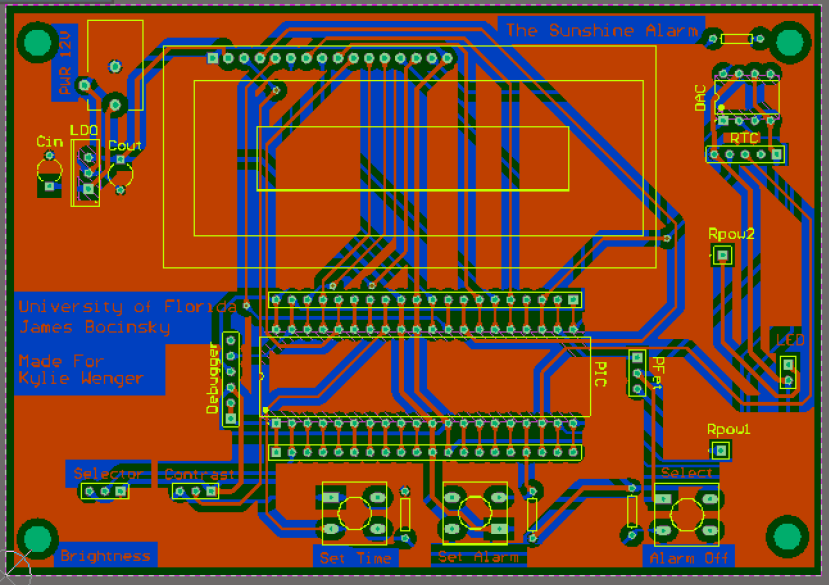 The Sunshine Alarm
PWR 12V
DAC
LDO
Cin
Cout
RTC
Rpow2
University of Florida
James Bocinsky
Made For
Kylie Wenger
LED
Debugger
PIC
PFet
Rpow1
Selector
Contrast
Select
Brightness
Set Time
Set Alarm
Alarm Off